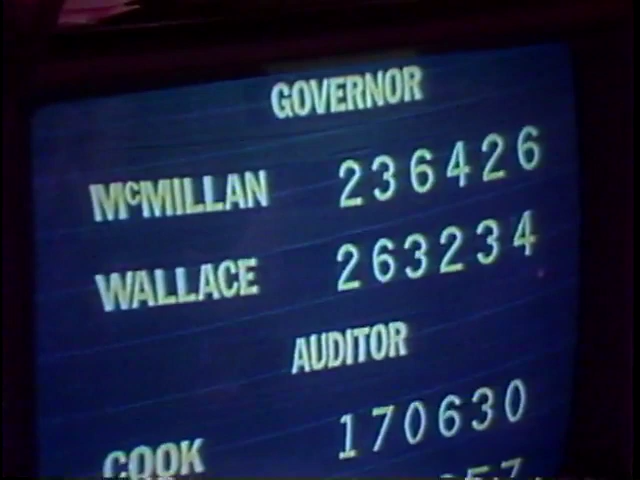 GOVERNOR
McMILLAN 236426
WALLACE 263234
AUDITOR
COOK 170630